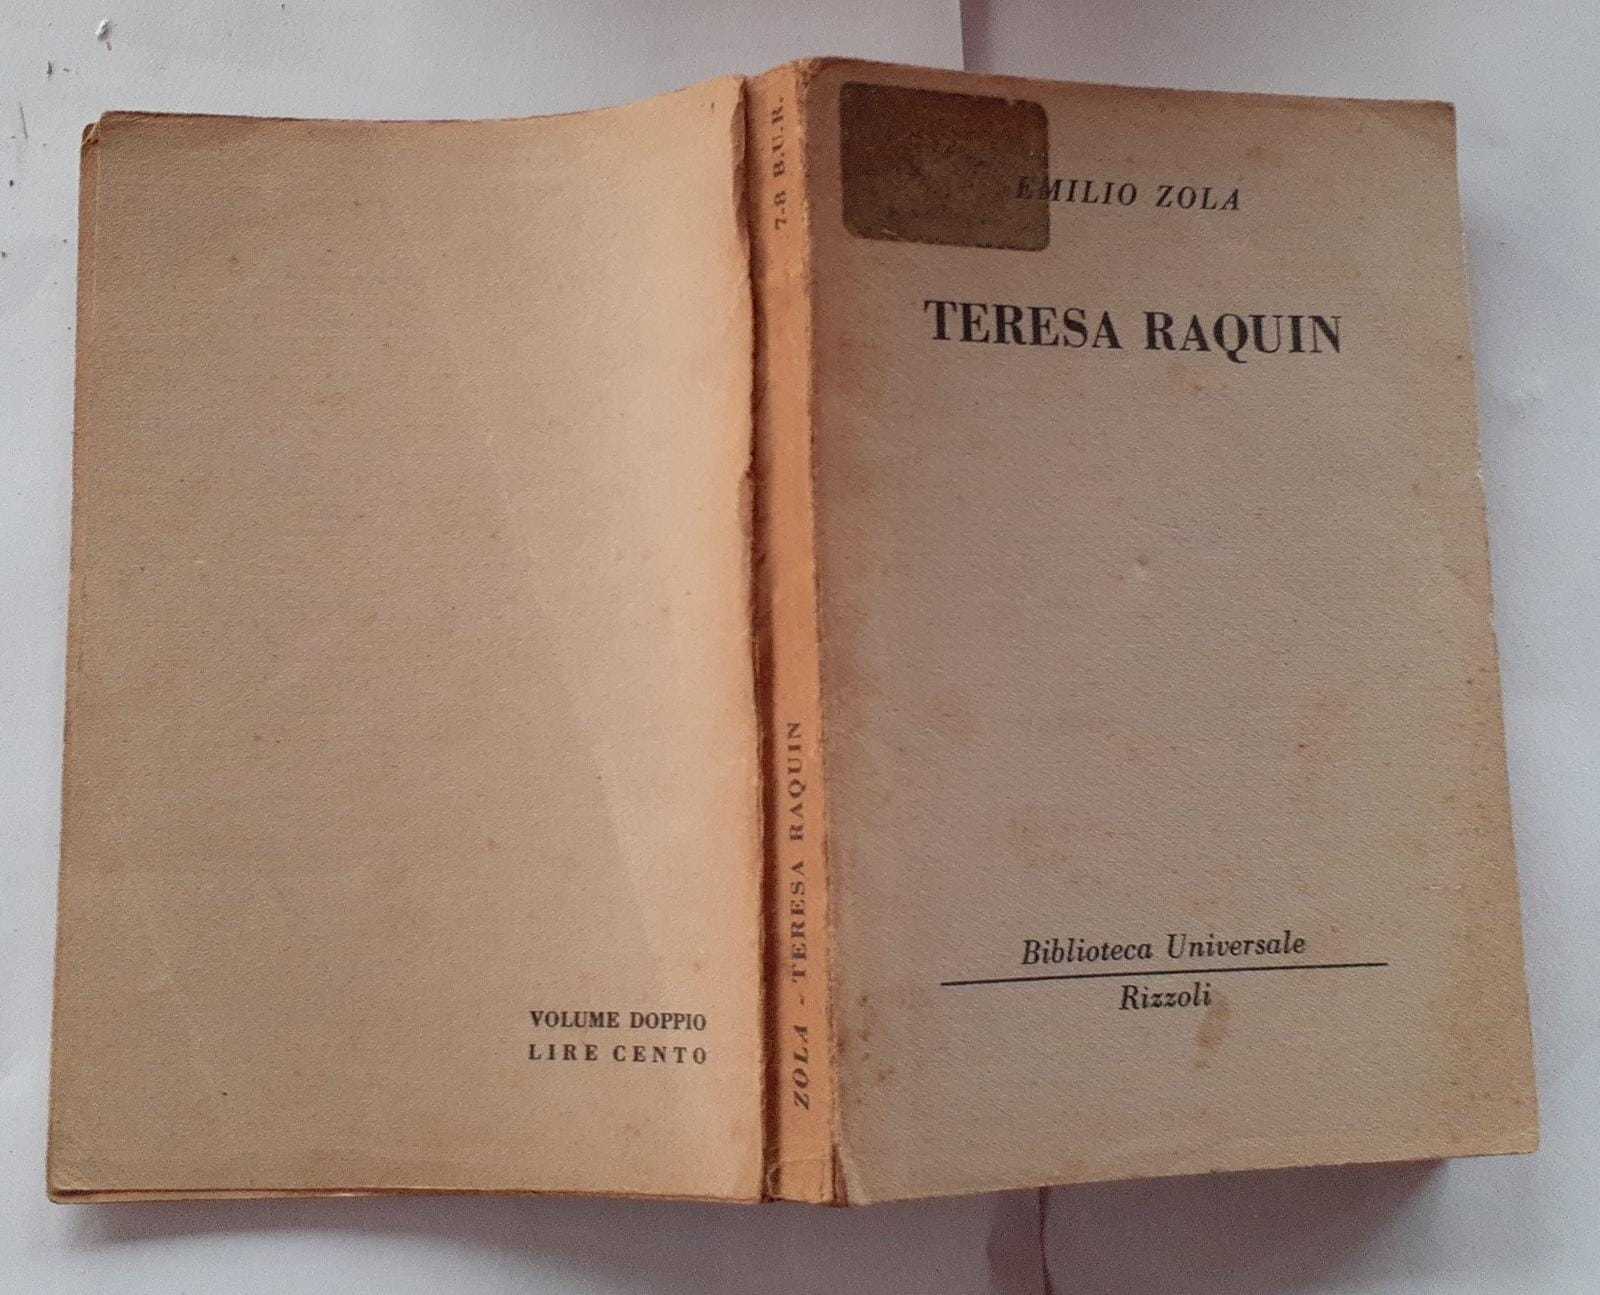 VOLUME DOPPIO
LIRE CENTO
ZOLA - TERESA RAQUIN
7-8 B.U.R.
EMILIO ZOLA
TERESA RAQUIN
Biblioteca Universale
Rizzoli